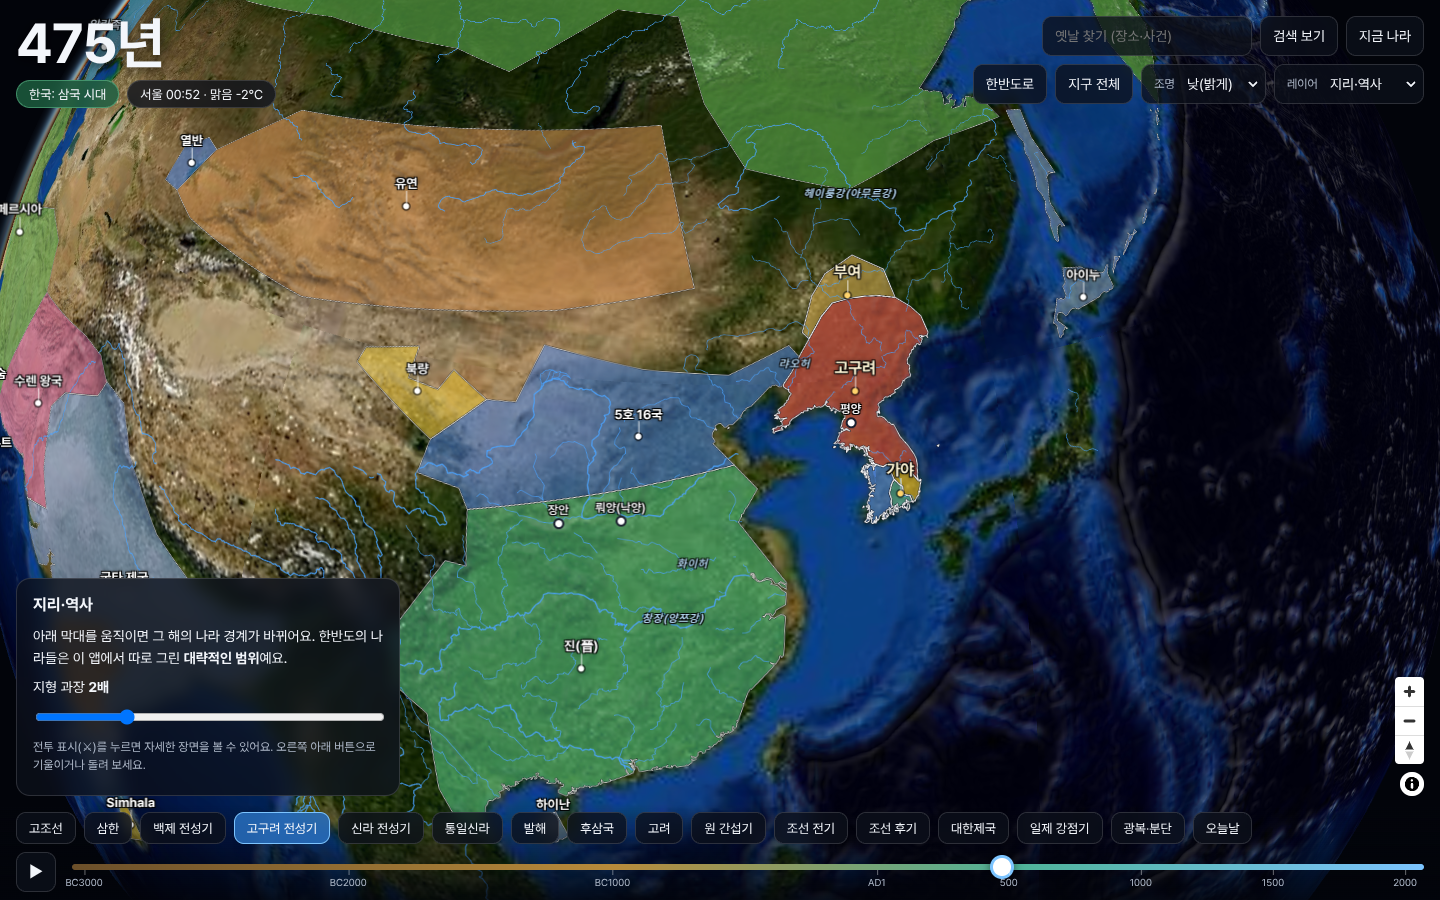 475년
한국: 삼국 시대
서울 00:52 · 맑음 -2°C
옛날 찾기 (장소·사건)
검색 보기
지금 나라
한반도로
지구 전체
조명 낮(밝게)
레이어 지리·역사
열반
유연
헤이룽강(아무르강)
페르시아
부여
아이누
라오허
고구려
북량
수렌 왕국
평양
5호 16국
트
가야
장안
뤄양(낙양)
화이허
굽타 제국
창장(양쯔강)
진(晉)
지리·역사
아래 막대를 움직이면 그 해의 나라 경계가 바뀌어요. 한반도의 나
라들은 이 앱에서 따로 그린 대략적인 범위예요.
지형 과장 2배
전투 표시(⚔)를 누르면 자세한 장면을 볼 수 있어요. 오른쪽 아래 버튼으로
기울이거나 돌려 보세요.
Simhala
하이난
고조선
삼한
백제 전성기
고구려 전성기
신라 전성기
통일신라
발해
후삼국
고려
원 간섭기
조선 전기
조선 후기
대한제국
일제 강점기
광복·분단
오늘날
BC3000
BC2000
BC1000
AD1
500
1000
1500
2000